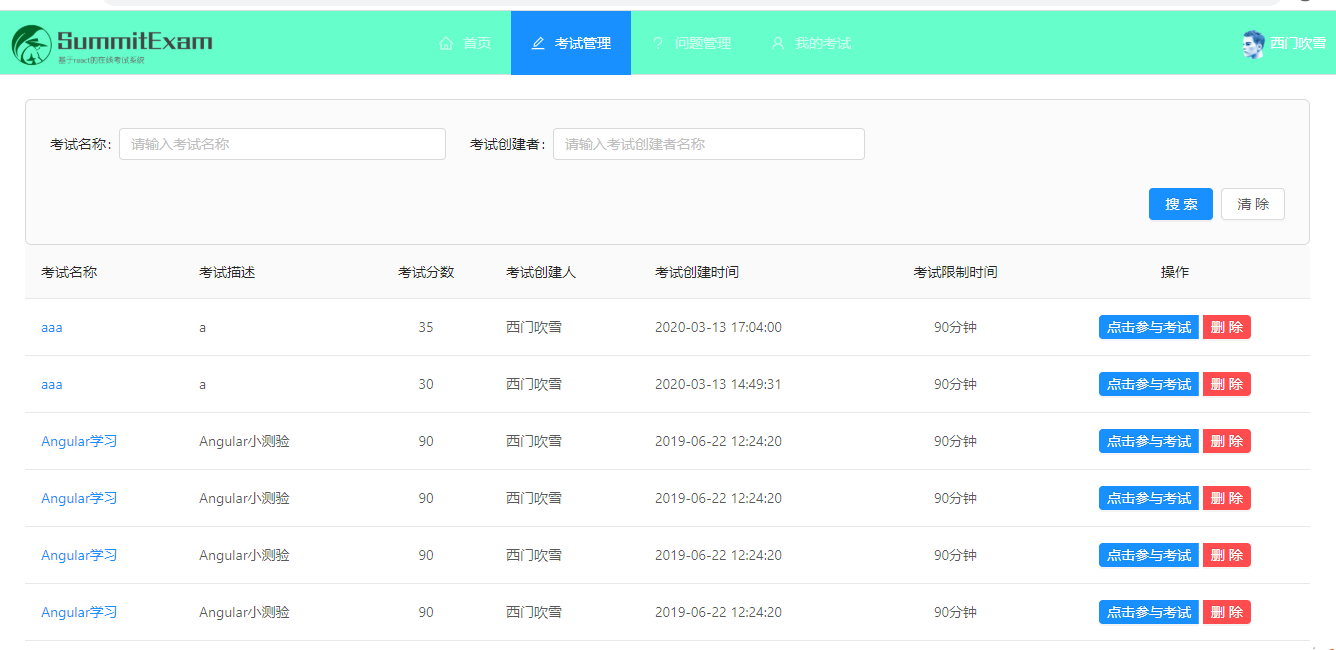 SummitExam
基于react的在线考试系统
首页 考试管理 问题管理 我的考试 西门吹雪
考试名称: 请输入考试名称 考试创建者: 请输入考试创建者名称
搜 索 清 除
考试名称 考试描述 考试分数 考试创建人 考试创建时间 考试限制时间 操作
aaa a 35 西门吹雪 2020-03-13 17:04:00 90分钟 点击参与考试 删 除
aaa a 30 西门吹雪 2020-03-13 14:49:31 90分钟 点击参与考试 删 除
Angular学习 Angular小测验 90 西门吹雪 2019-06-22 12:24:20 90分钟 点击参与考试 删 除
Angular学习 Angular小测验 90 西门吹雪 2019-06-22 12:24:20 90分钟 点击参与考试 删 除
Angular学习 Angular小测验 90 西门吹雪 2019-06-22 12:24:20 90分钟 点击参与考试 删 除
Angular学习 Angular小测验 90 西门吹雪 2019-06-22 12:24:20 90分钟 点击参与考试 删 除